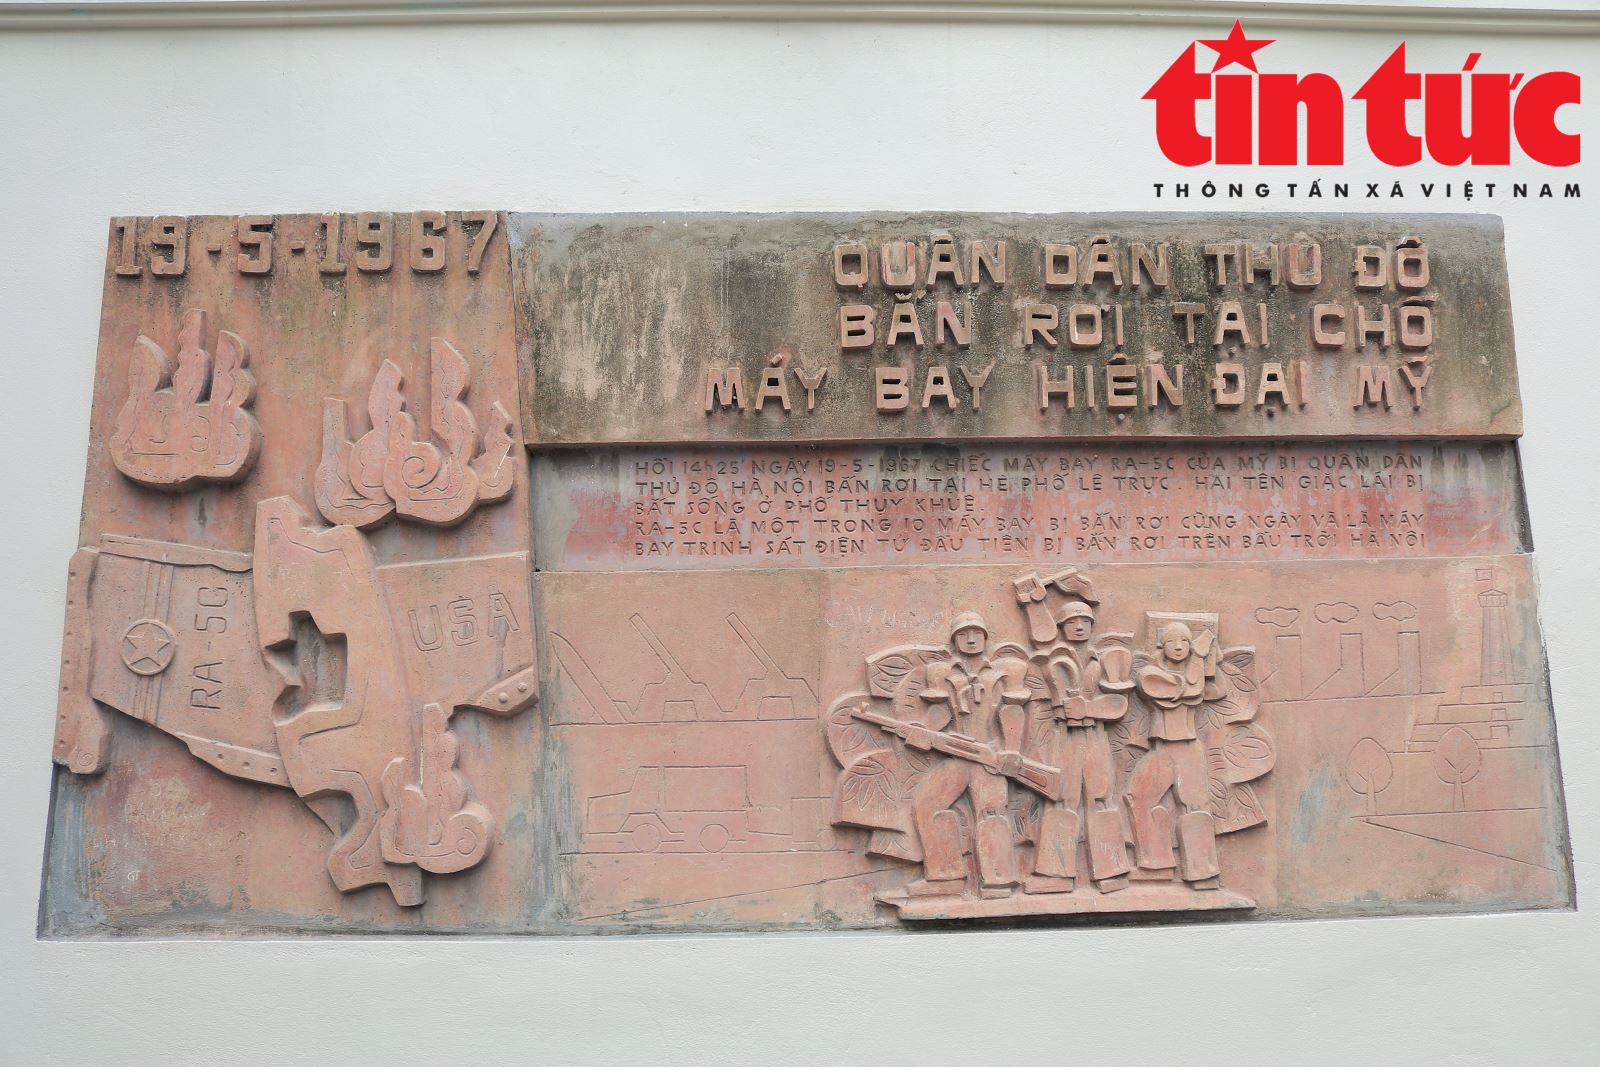 tin tức
THÔNG TẤN XÃ VIỆT NAM
19-5-1967
QUÂN DÂN THỦ ĐÔ
BẮN RƠI TẠI CHỖ
MÁY BAY HIỆN ĐẠI MỸ
HỒI 14h25' NGÀY 19-5-1967 CHIẾC MÁY BAY RA-5C CỦA MỸ BỊ QUÂN DÂN
THỦ ĐÔ HÀ NỘI BẮN RƠI TẠI HÈ PHỐ LÊ TRỰC. HAI TÊN GIẶC LÁI BỊ
BẮT SỐNG Ở PHỐ THỤY KHUÊ.
RA-5C LÀ MỘT TRONG 10 MÁY BAY BỊ BẮN RƠI CÙNG NGÀY VÀ LÀ MÁY
BAY TRINH SÁT ĐIỆN TỬ ĐẦU TIÊN BỊ BẮN RƠI TRÊN BẦU TRỜI HÀ NỘI
RA-5C
USA